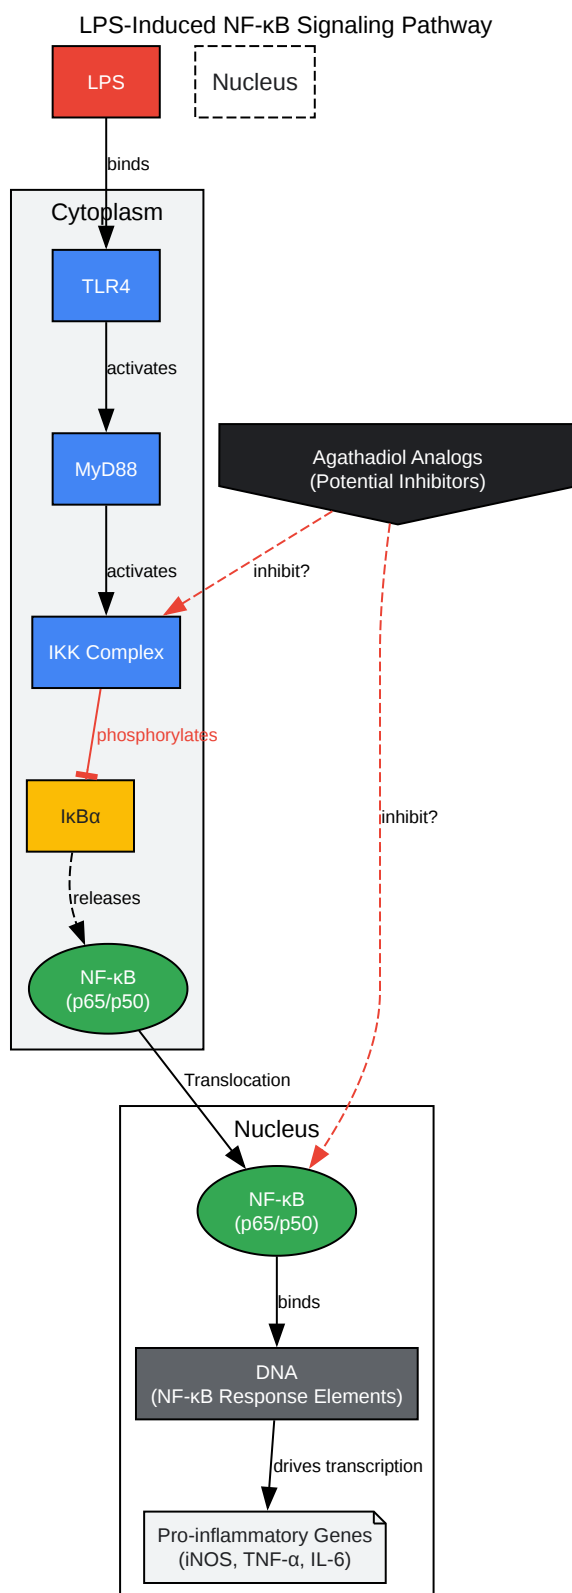 LPS-Induced NF-κB Signaling Pathway
LPS
Nucleus
binds
Cytoplasm
TLR4
activates
MyD88
Agathadiol Analogs
(Potential Inhibitors)
activates
inhibit?
IKK Complex
phosphorylates
IκBα
inhibit?
releases
NF-κB
(p65/p50)
Translocation
Nucleus
NF-κB
(p65/p50)
binds
DNA
(NF-κB Response Elements)
drives transcription
Pro-inflammatory Genes
(iNOS, TNF-α, IL-6)